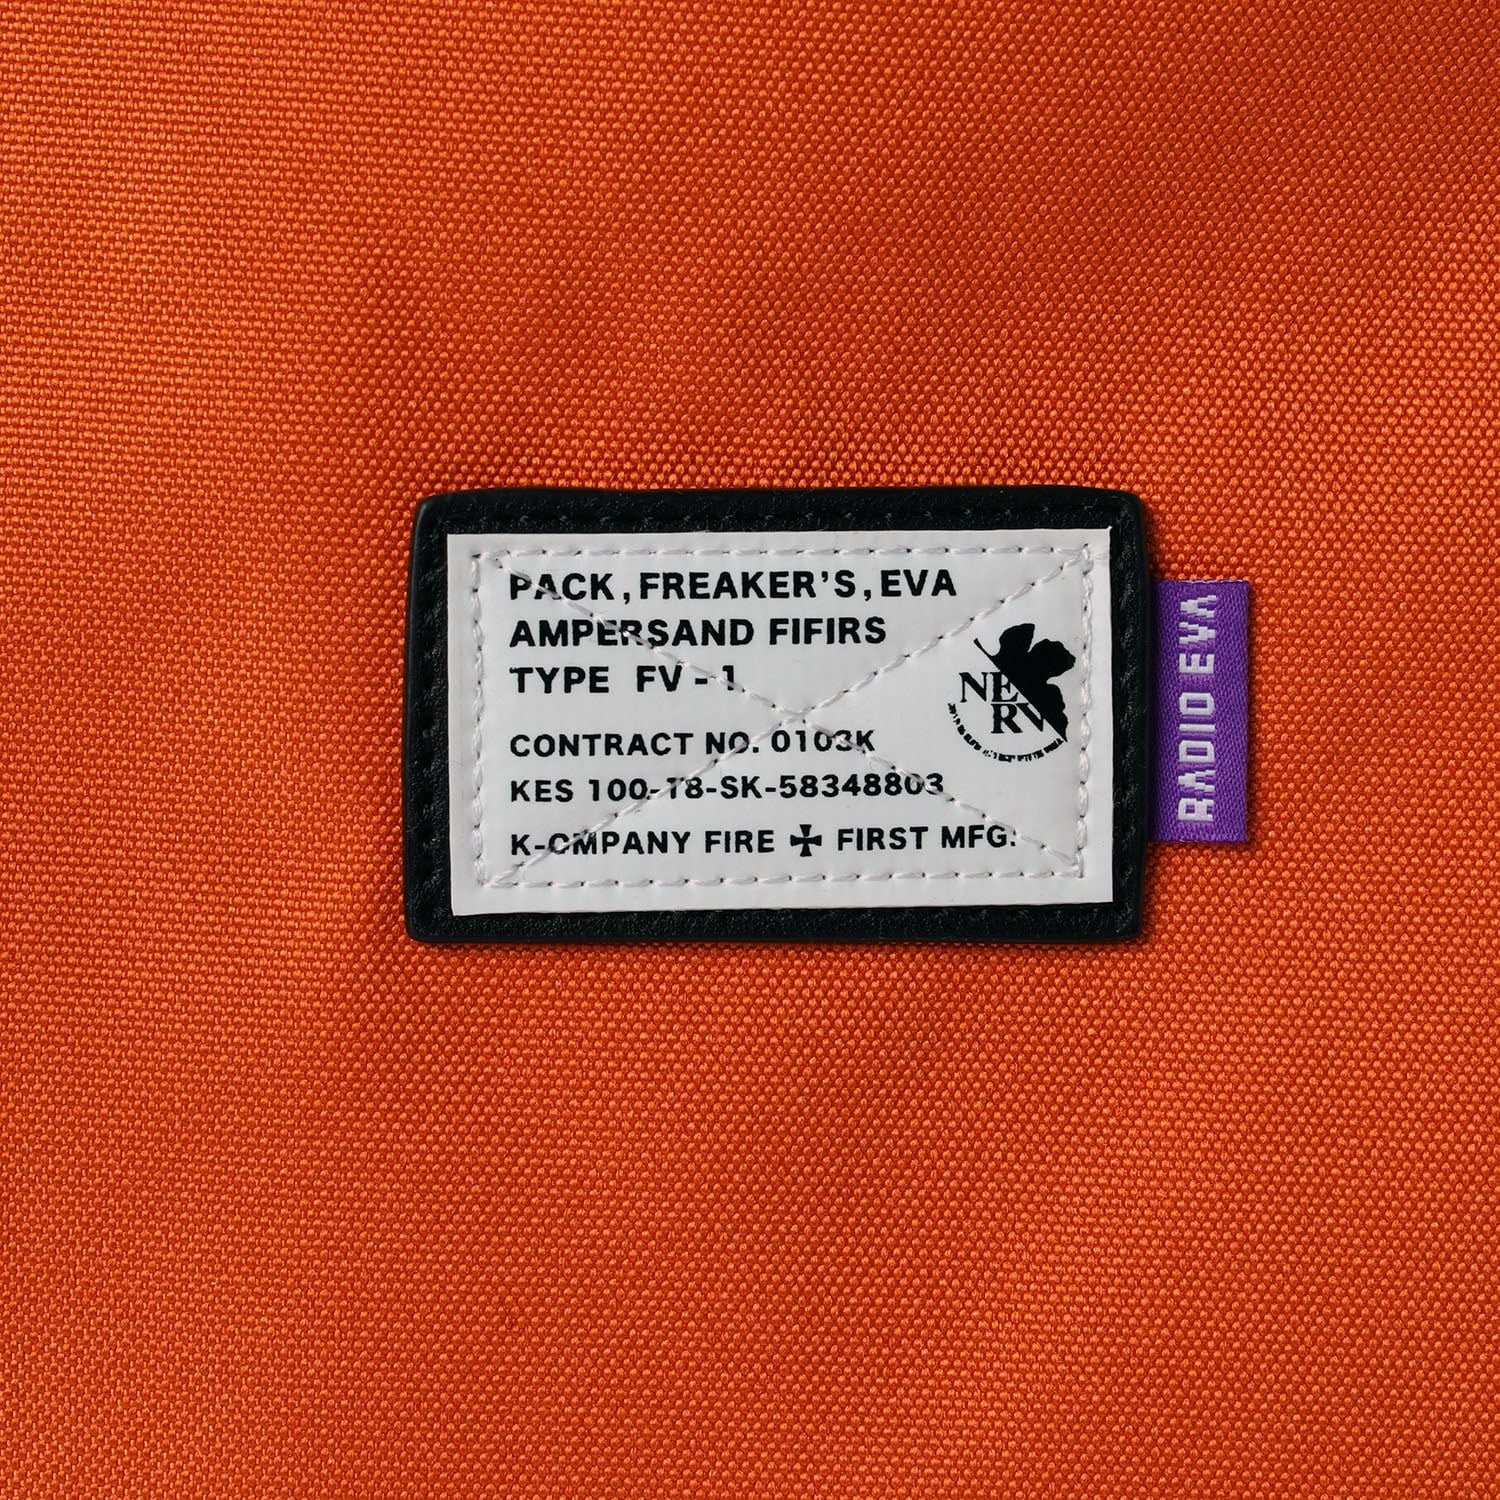 PACK, FREAKER'S, EVA
AMPERSAND FIFIRS
TYPE FV-1
CONTRACT NO. 0103K
KES 100-T8-SK-58348803
K-OMPANY FIRE ✠ FIRST MFG.
NERV
RADIO EVA